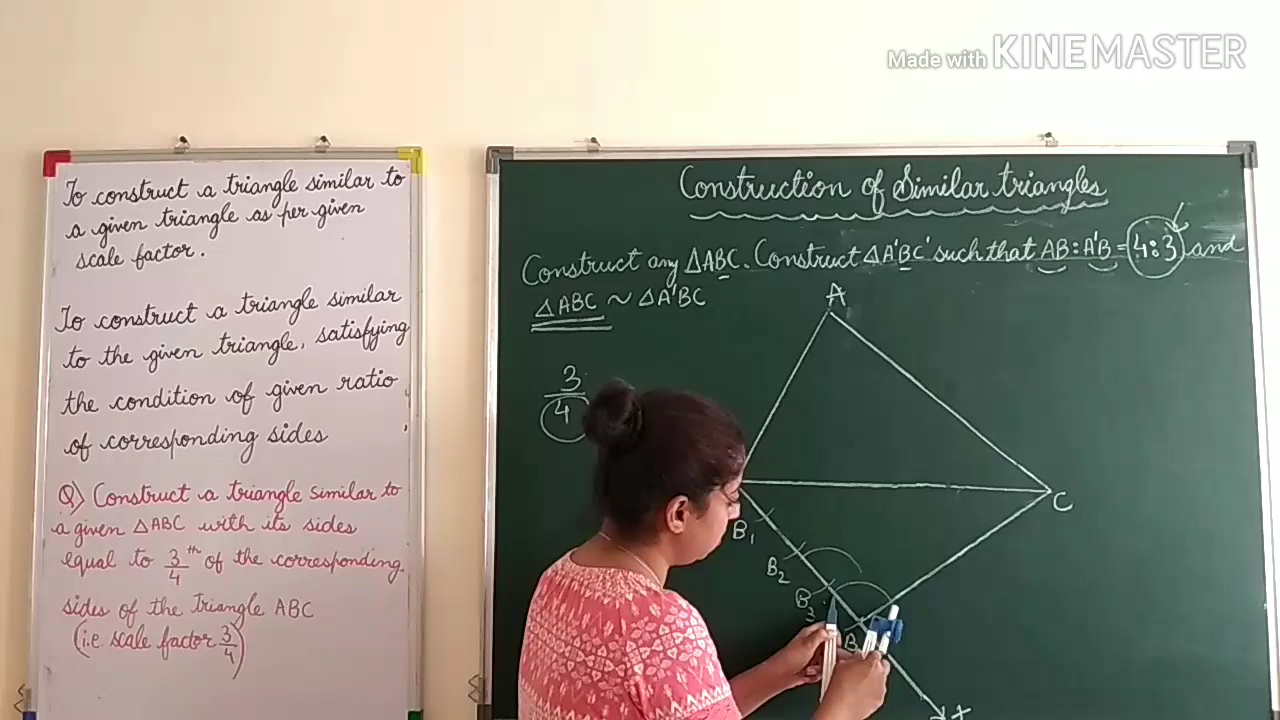 Made with KINEMASTER
To construct a triangle similar to
a given triangle as per given
scale factor.
To construct a triangle similar
to the given triangle, satisfying
the condition of given ratio
of corresponding sides
Q) Construct a triangle similar to
a given △ABC with its sides
equal to 3/4 th of the corresponding
sides of the triangle ABC
(i.e. scale factor 3/4)
Construction of Similar triangles
Construct any △ABC. Construct △A'BC' such that AB : A'B = 4:3 and
△ABC ~ △A'BC
3/4
A
C
B1
B2
B3
B
X